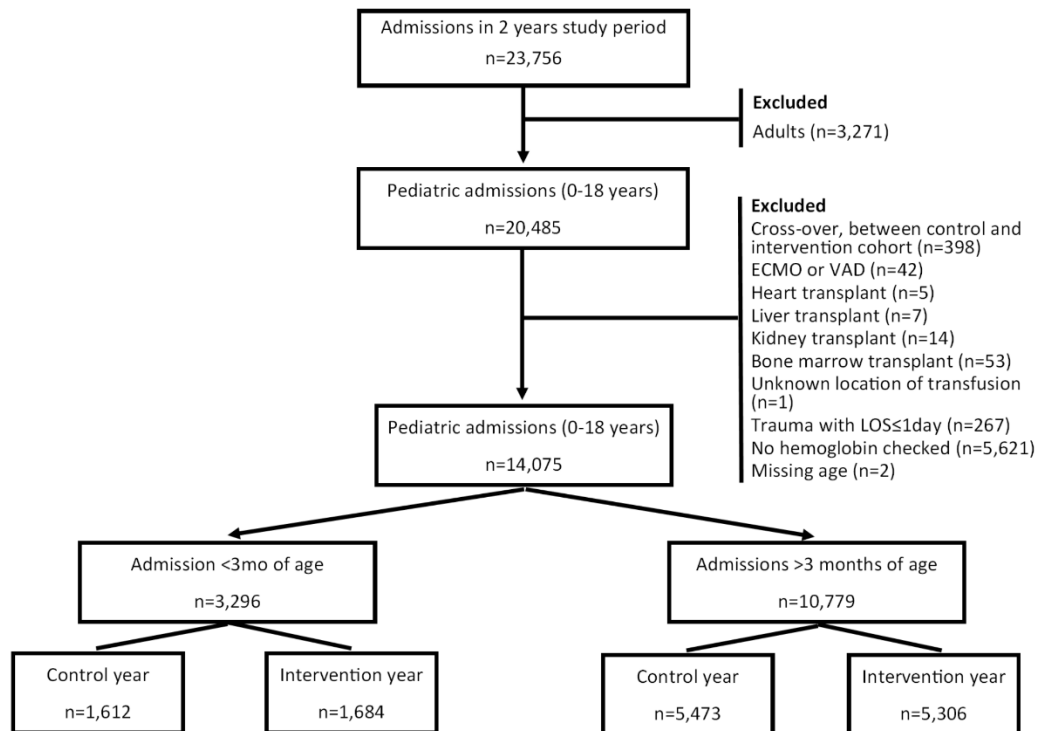 Admissions in 2 years study period
n=23,756
Excluded
Adults (n=3,271)
Pediatric admissions (0-18 years)
n=20,485
Excluded
Cross-over, between control and
intervention cohort (n=398)
ECMO or VAD (n=42)
Heart transplant (n=5)
Liver transplant (n=7)
Kidney transplant (n=14)
Bone marrow transplant (n=53)
Unknown location of transfusion
(n=1)
Trauma with LOS≤1day (n=267)
No hemoglobin checked (n=5,621)
Missing age (n=2)
Pediatric admissions (0-18 years)
n=14,075
Admission <3mo of age
n=3,296
Admissions >3 months of age
n=10,779
Control year
n=1,612
Intervention year
n=1,684
Control year
n=5,473
Intervention year
n=5,306